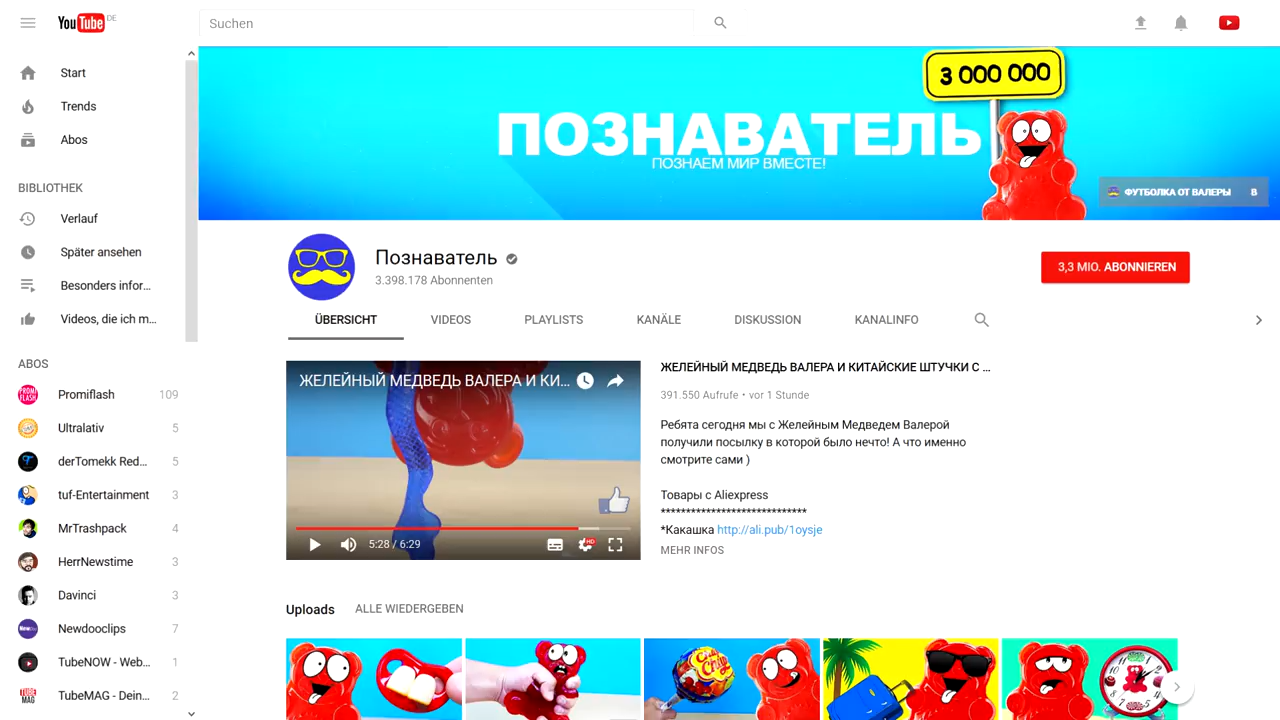 YouTube DE
Suchen
Start
Trends
Abos
BIBLIOTHEK
Verlauf
Später ansehen
Besonders infor...
Videos, die ich m...
ABOS
Promiflash 109
Ultralativ 5
derTomekk Red... 5
tuf-Entertainment 3
MrTrashpack 4
HerrNewstime 3
Davinci 3
Newdooclips 7
TubeNOW - Web... 1
TubeMAG - Dein... 2
PROMI
FLASH
TUBE
MAG
3 000 000
ПОЗНАВАТЕЛЬ
ПОЗНАЕМ МИР ВМЕСТЕ!
ФУТБОЛКА ОТ ВАЛЕРЫ
Познаватель
3.398.178 Abonnenten
3,3 MIO. ABONNIEREN
ÜBERSICHT VIDEOS PLAYLISTS KANÄLE DISKUSSION KANALINFO
ЖЕЛЕЙНЫЙ МЕДВЕДЬ ВАЛЕРА И КИ...
5:28 / 6:29
HD
ЖЕЛЕЙНЫЙ МЕДВЕДЬ ВАЛЕРА И КИТАЙСКИЕ ШТУЧКИ С ...
391.550 Aufrufe • vor 1 Stunde
Ребята сегодня мы с Желейным Медведем Валерой
получили посылку в которой было нечто! А что именно
смотрите сами )
Товары с Aliexpress
*****************************
*Какашка http://ali.pub/1oysje
MEHR INFOS
Uploads ALLE WIEDERGEBEN